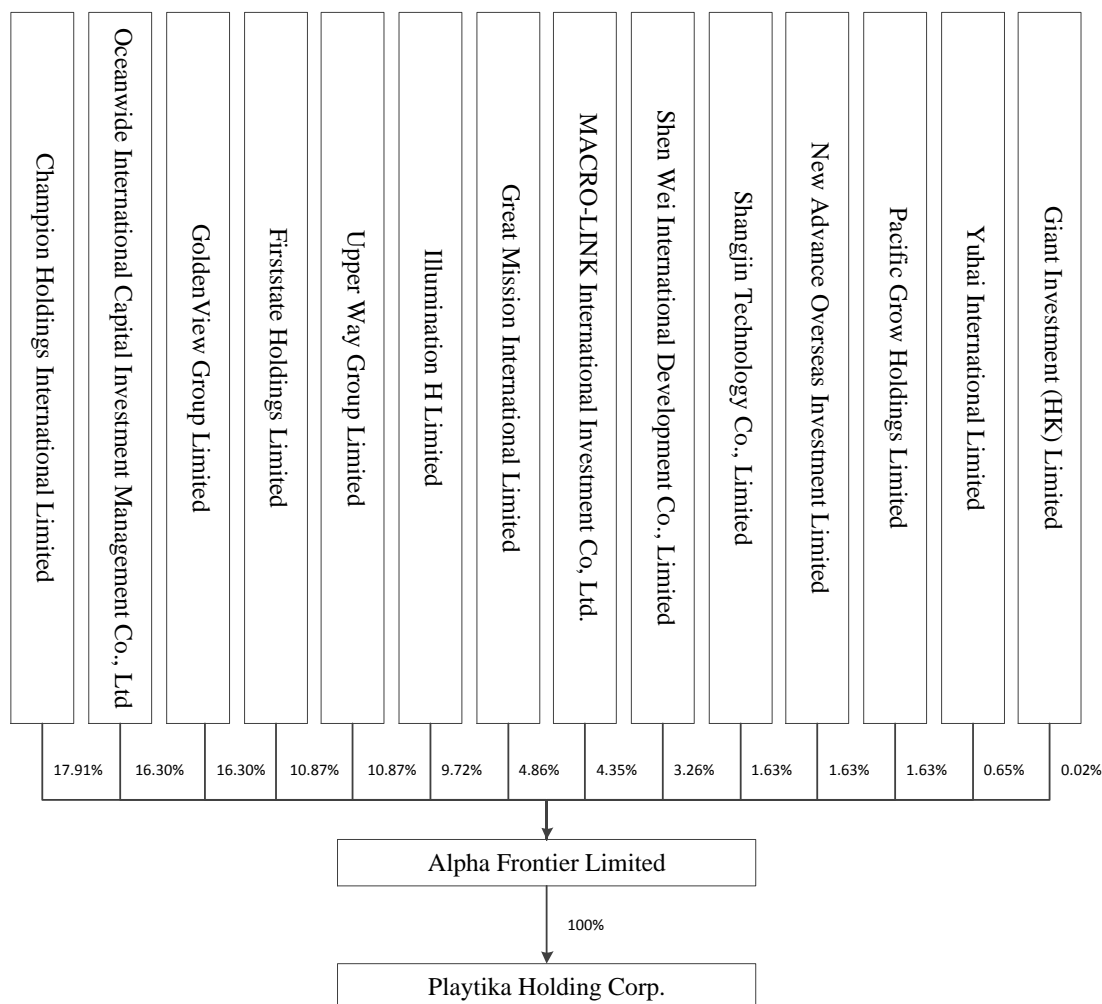 Champion Holdings International Limited
Oceanwide International Capital Investment Management Co., Ltd
GoldenView Group Limited
Firststate Holdings Limited
Upper Way Group Limited
Illumination H Limited
Great Mission International Limited
MACRO-LINK International Investment Co, Ltd.
Shen Wei International Development Co., Limited
Shangjin Technology Co., Limited
New Advance Overseas Investment Limited
Pacific Grow Holdings Limited
Yuhai International Limited
Giant Investment (HK) Limited
17.91%
16.30%
16.30%
10.87%
10.87%
9.72%
4.86%
4.35%
3.26%
1.63%
1.63%
1.63%
0.65%
0.02%
Alpha Frontier Limited
100%
Playtika Holding Corp.